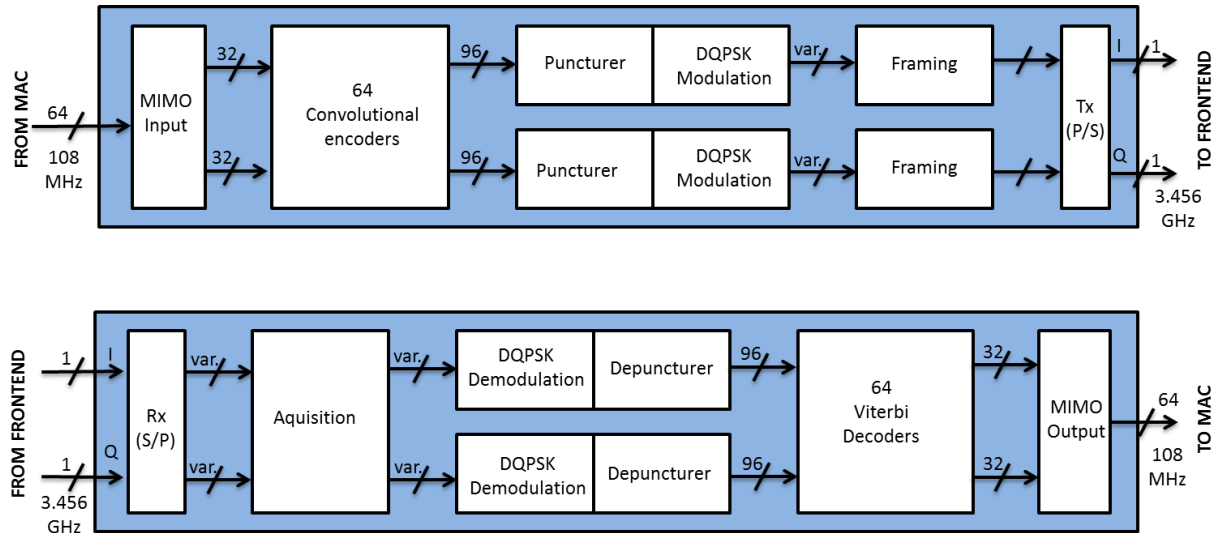 FROM MAC
64
108
MHz
MIMO
Input
32
32
64
Convolutional
encoders
96
96
Puncturer
DQPSK
Modulation
Puncturer
DQPSK
Modulation
var.
var.
Framing
Framing
Tx
(P/S)
I
1
Q
1
3.456
GHz
TO FRONTEND
FROM FRONTEND
1
I
1
Q
3.456
GHz
Rx
(S/P)
var.
var.
Aquisition
var.
var.
DQPSK
Demodulation
Depuncturer
DQPSK
Demodulation
Depuncturer
96
96
64
Viterbi
Decoders
32
32
MIMO
Output
64
108
MHz
TO MAC